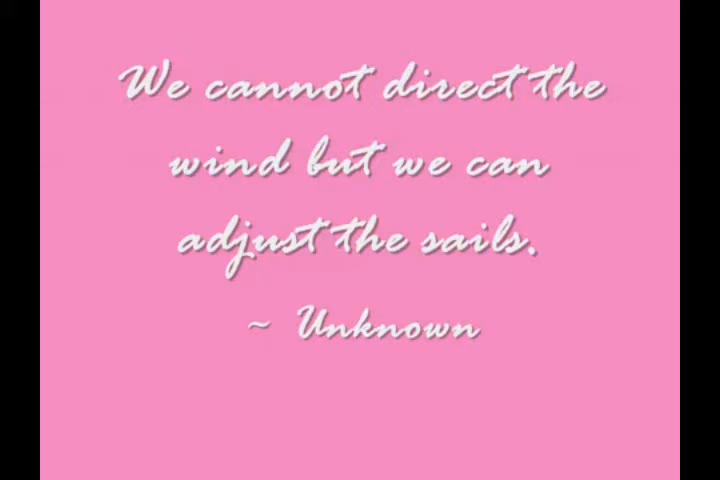 We cannot direct the
wind but we can
adjust the sails.
~ Unknown